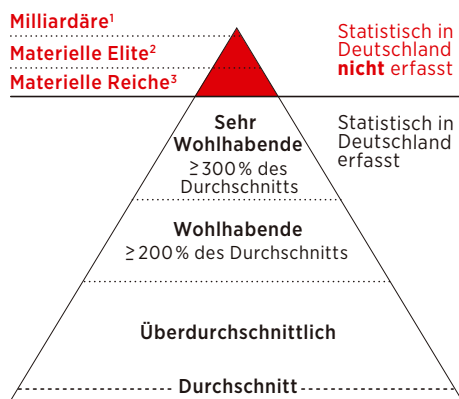 Milliardäre¹
Materielle Elite²
Materielle Reiche³
Statistisch in
Deutschland
nicht erfasst
Sehr
Wohlhabende
≥300% des
Durchschnitts
Statistisch in
Deutschland
erfasst
Wohlhabende
≥200% des Durchschnitts
Überdurchschnittlich
Durchschnitt